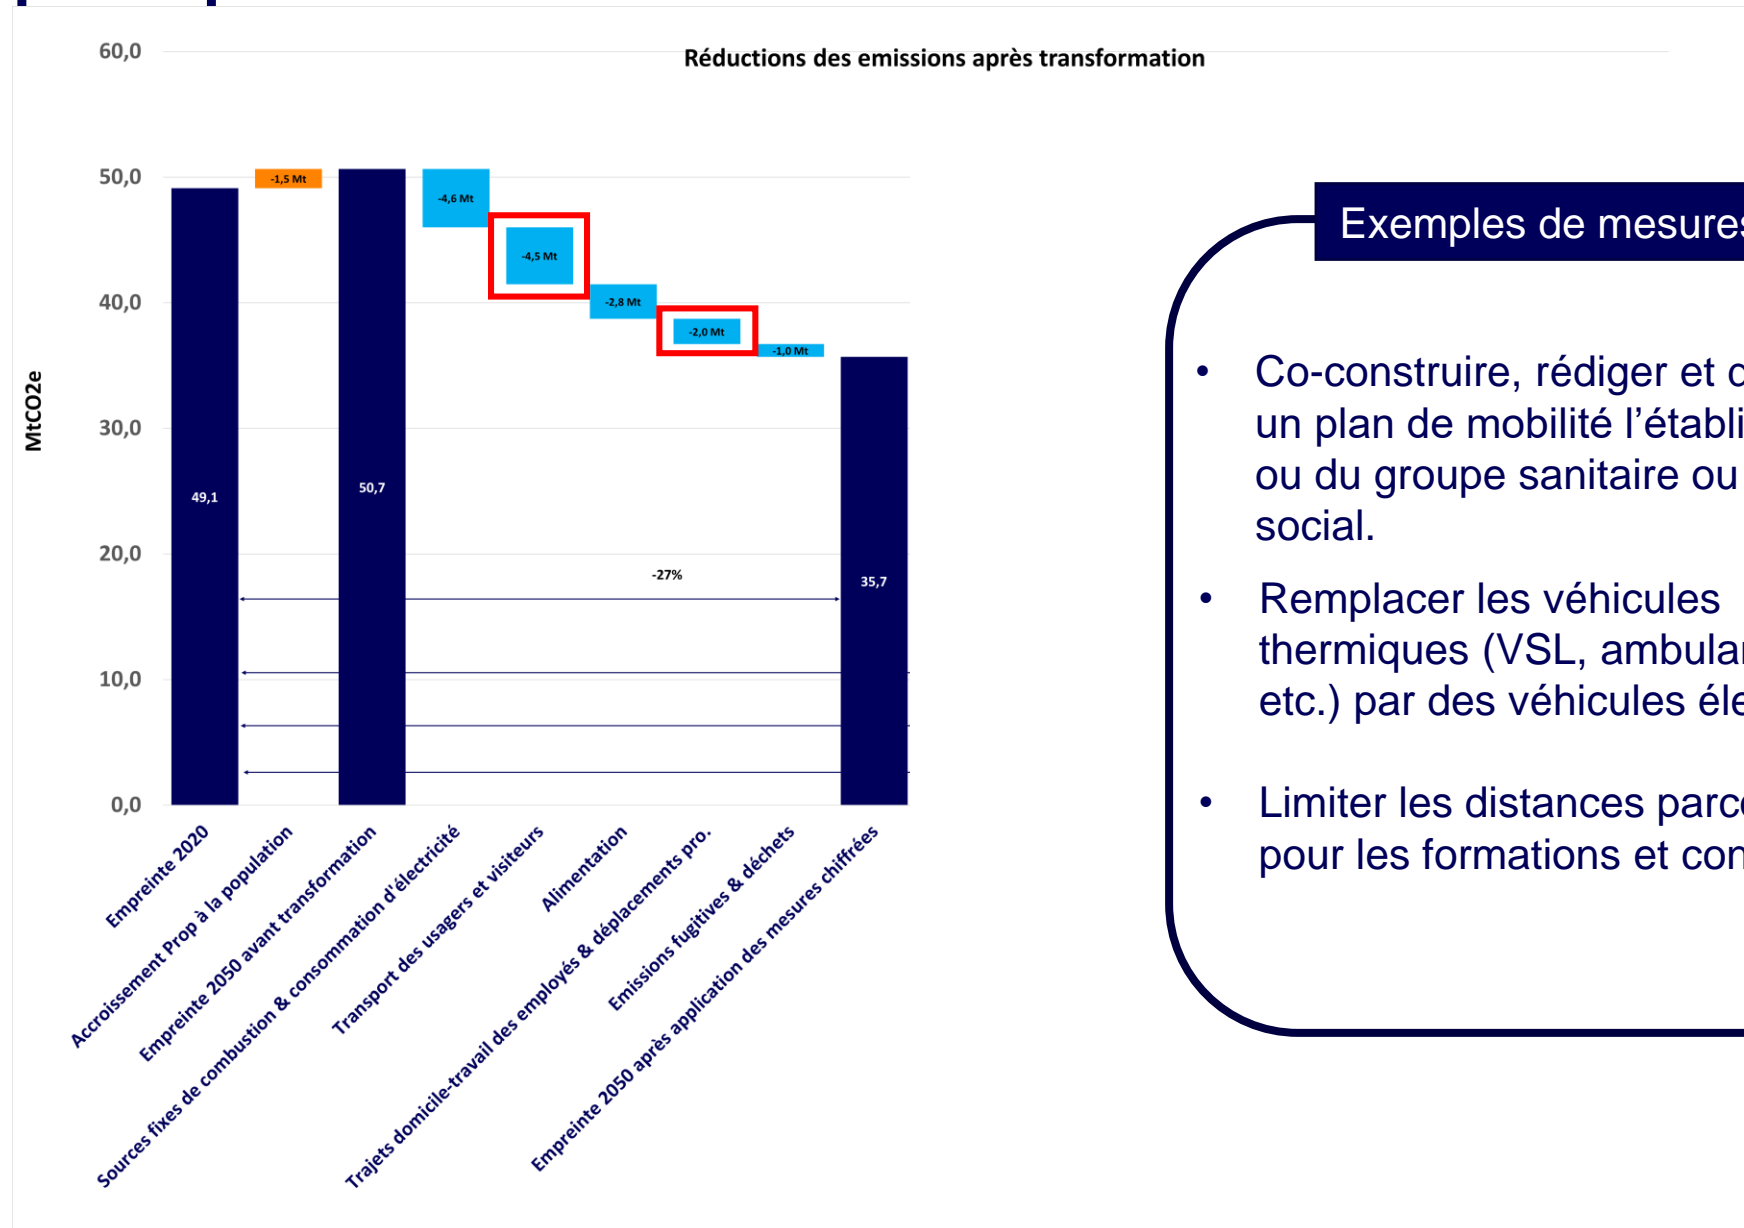 Réductions des emissions après transformation
60,0
50,0
40,0
30,0
20,0
10,0
0,0
MtCO2e
49,1
-1,5 Mt
50,7
-4,6 Mt
-4,5 Mt
-2,8 Mt
-2,0 Mt
-1,0 Mt
35,7
-27%
Empreinte 2020
Accroissement Prop à la population
Empreinte 2050 avant transformation
Sources fixes de combustion & consommation d'électricité
Transport des usagers et visiteurs
Alimentation
Trajets domicile-travail des employés & déplacements pro.
Emissions fugitives & déchets
Empreinte 2050 après application des mesures chiffrées
Exemples de mesures
• Co-construire, rédiger et
un plan de mobilité l’établi
ou du groupe sanitaire ou
social.
• Remplacer les véhicules
thermiques (VSL, ambula
etc.) par des véhicules éle
• Limiter les distances parc
pour les formations et con